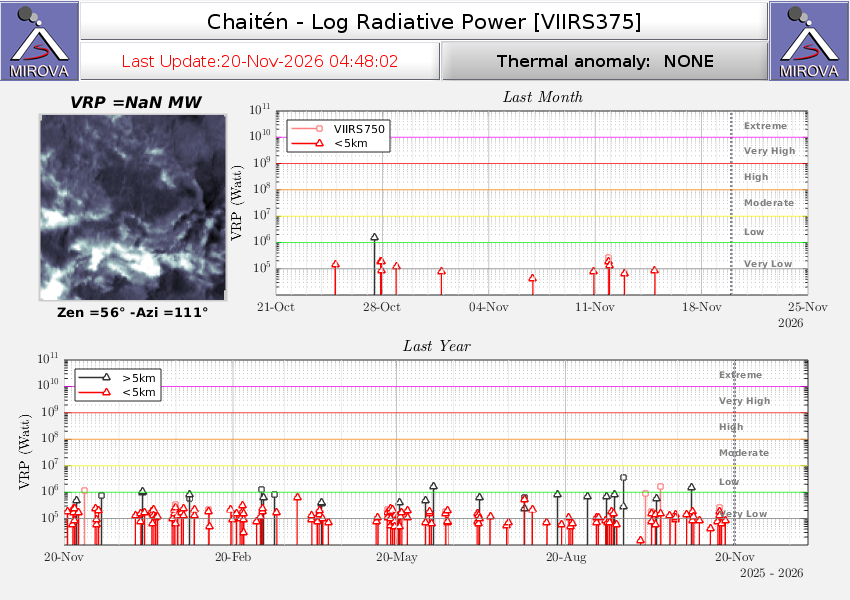 Chaitén - Log Radiative Power [VIIRS375]
MIROVA
Last Update:20-Nov-2026 04:48:02
Thermal anomaly: NONE
MIROVA
VRP =NaN MW
Zen =56° -Azi =111°
Last Month
VRP (Watt)
10^11
10^10
10^9
10^8
10^7
10^6
10^5
VIIRS750
<5km
Extreme
Very High
High
Moderate
Low
Very Low
21-Oct
28-Oct
04-Nov
11-Nov
18-Nov
25-Nov
2026
Last Year
VRP (Watt)
10^11
10^10
10^9
10^8
10^7
10^6
10^5
>5km
<5km
Extreme
Very High
High
Moderate
Low
Very Low
20-Nov
20-Feb
20-May
20-Aug
20-Nov
2025 - 2026